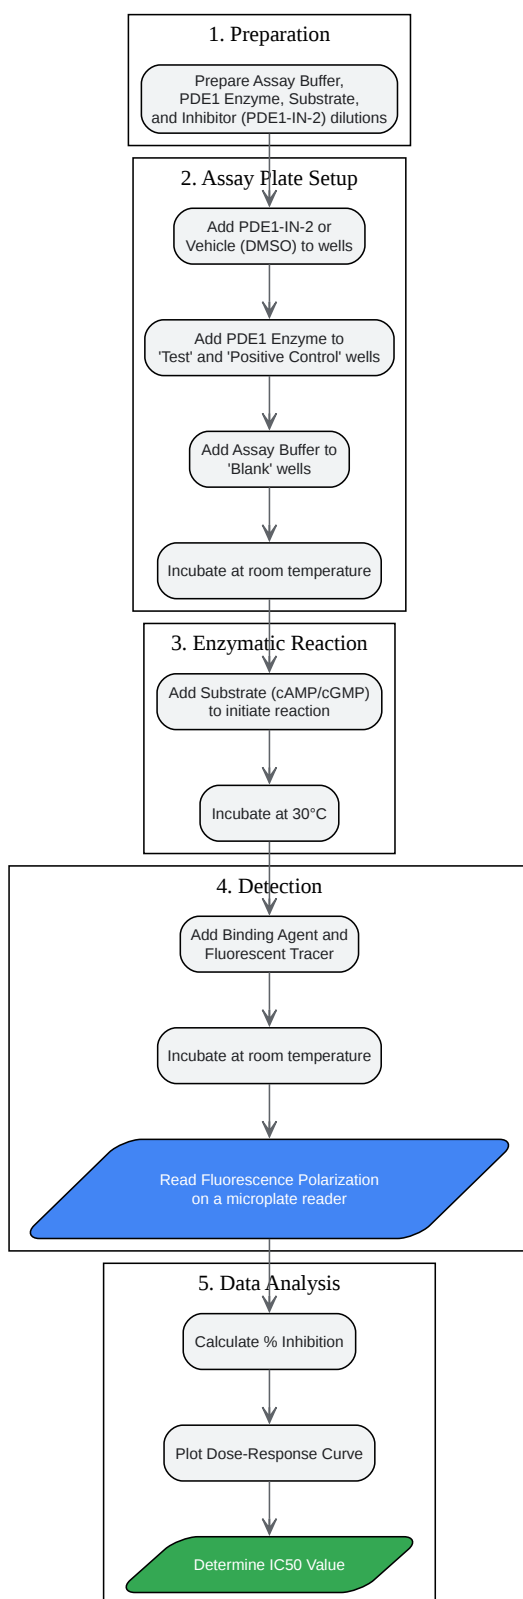 1. Preparation
Prepare Assay Buffer,
PDE1 Enzyme, Substrate,
and Inhibitor (PDE1-IN-2) dilutions
2. Assay Plate Setup
Add PDE1-IN-2 or
Vehicle (DMSO) to wells
Add PDE1 Enzyme to
'Test' and 'Positive Control' wells
Add Assay Buffer to
'Blank' wells
Incubate at room temperature
3. Enzymatic Reaction
Add Substrate (cAMP/cGMP)
to initiate reaction
Incubate at 30°C
4. Detection
Add Binding Agent and
Fluorescent Tracer
Incubate at room temperature
Read Fluorescence Polarization
on a microplate reader
5. Data Analysis
Calculate % Inhibition
Plot Dose-Response Curve
Determine IC50 Value